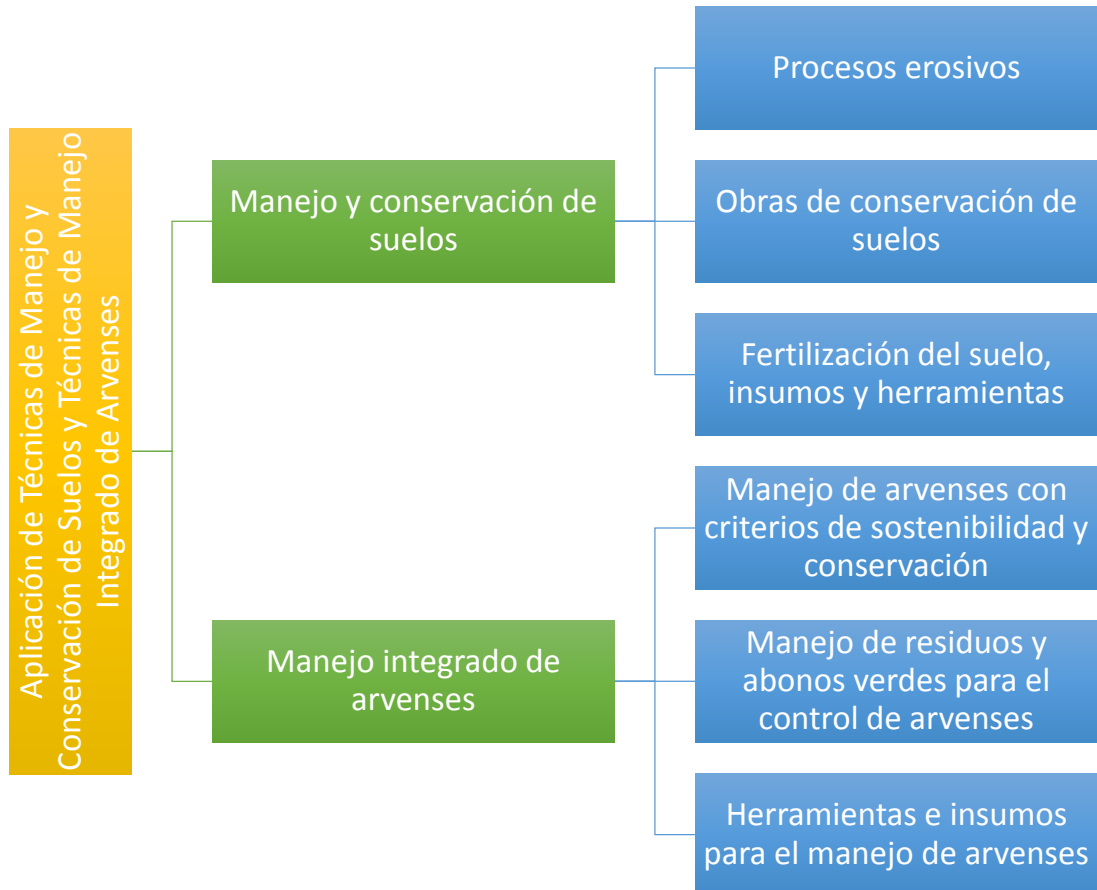 Aplicación de Técnicas de Manejo y
Conservación de Suelos y Técnicas de Manejo
Integrado de Arvenses
Manejo y conservación de
suelos
Procesos erosivos
Obras de conservación de
suelos
Fertilización del suelo,
insumos y herramientas
Manejo integrado de
arvenses
Manejo de arvenses con
criterios de sostenibilidad y
conservación
Manejo de residuos y
abonos verdes para el
control de arvenses
Herramientas e insumos
para el manejo de arvenses